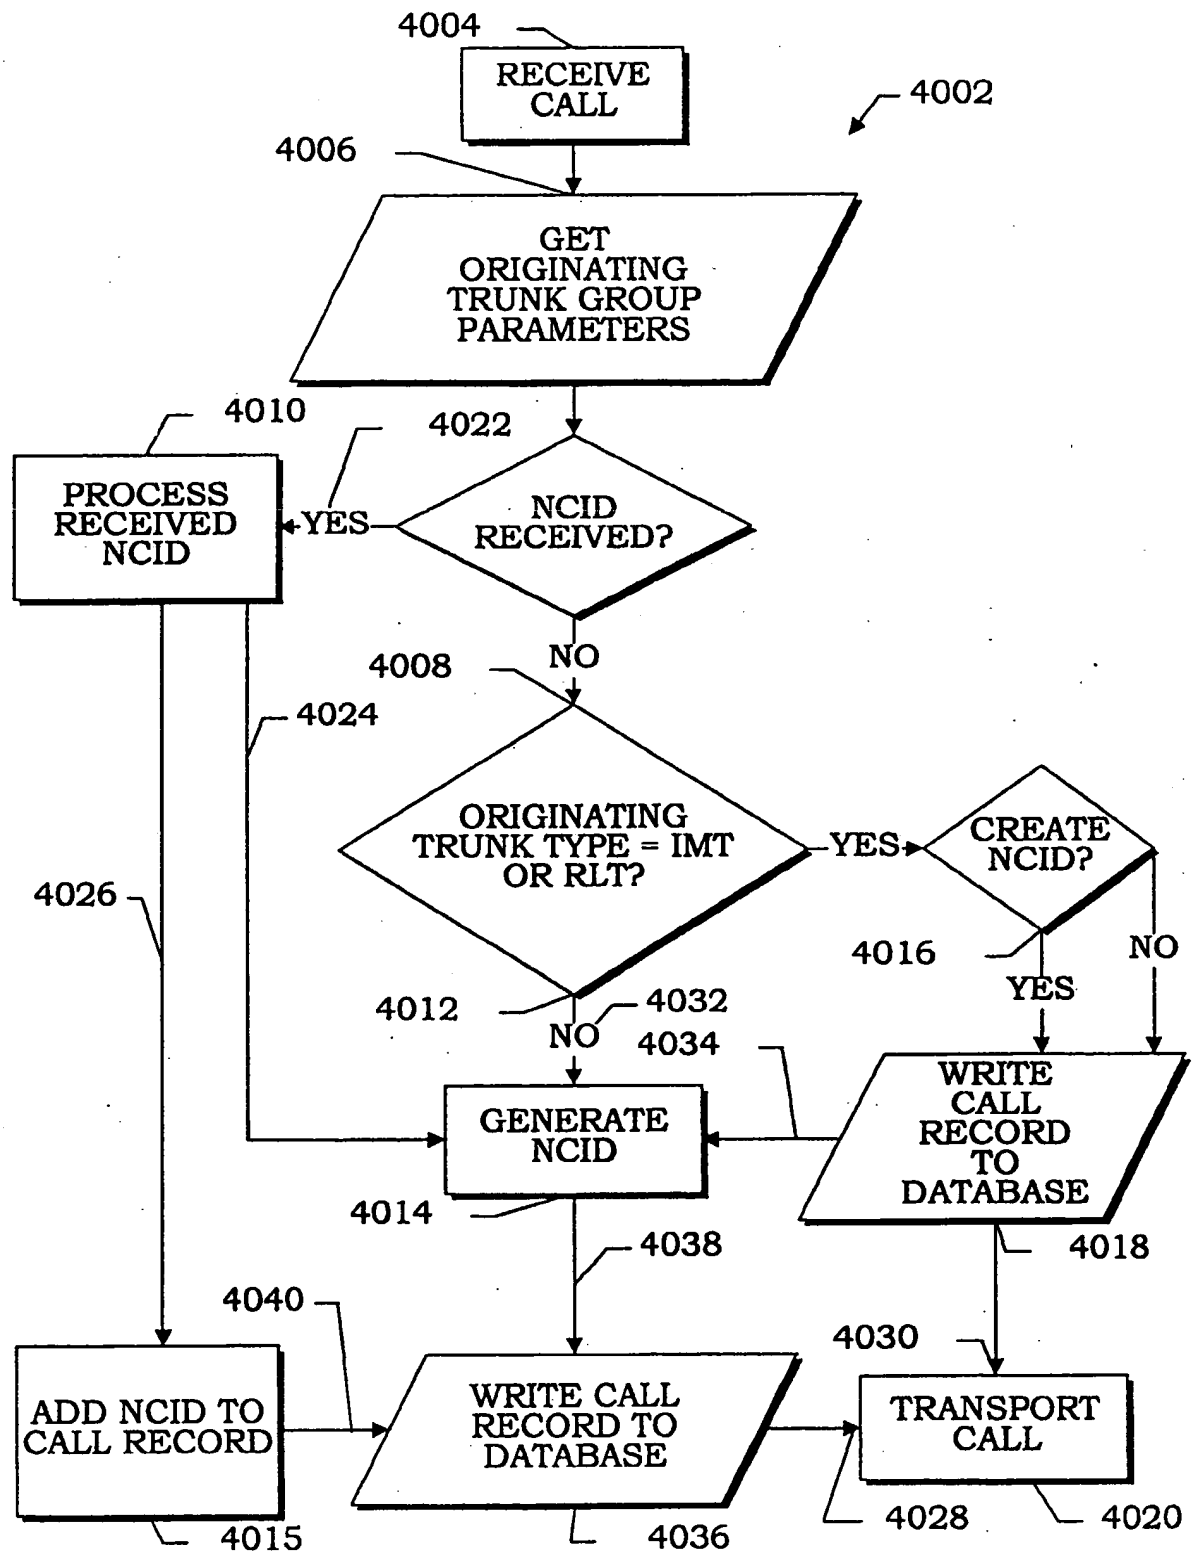 4004
RECEIVE
CALL
4002
4006
GET
ORIGINATING
TRUNK GROUP
PARAMETERS
4010
4022
PROCESS
RECEIVED
NCID
YES
NCID
RECEIVED?
NO
4008
4024
ORIGINATING
TRUNK TYPE = IMT
OR RLT?
YES
CREATE
NCID?
4026
4016
NO
YES
4012
4032
NO
4034
GENERATE
NCID
WRITE
CALL
RECORD
TO
DATABASE
4014
4038
4018
4040
4030
ADD NCID TO
CALL RECORD
WRITE CALL
RECORD TO
DATABASE
TRANSPORT
CALL
4015
4036
4028
4020